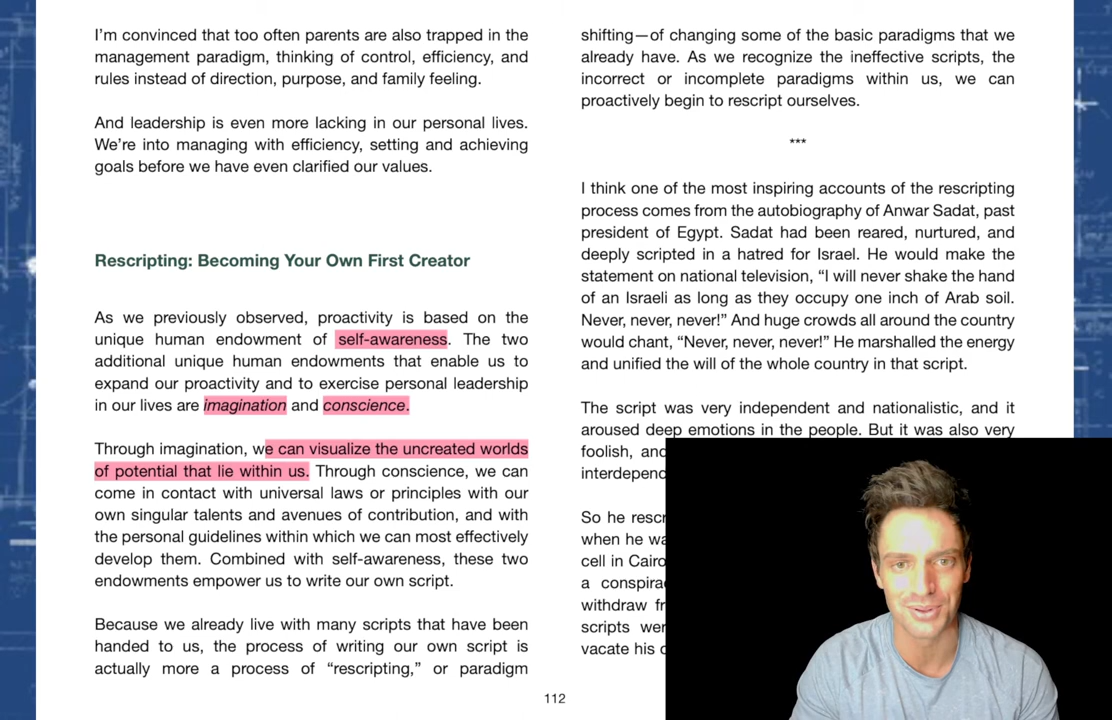 I’m convinced that too often parents are also trapped in the
management paradigm, thinking of control, efficiency, and
rules instead of direction, purpose, and family feeling.
And leadership is even more lacking in our personal lives.
We’re into managing with efficiency, setting and achieving
goals before we have even clarified our values.
Rescripting: Becoming Your Own First Creator
As we previously observed, proactivity is based on the
unique human endowment of self-awareness. The two
additional unique human endowments that enable us to
expand our proactivity and to exercise personal leadership
in our lives are imagination and conscience.
Through imagination, we can visualize the uncreated worlds
of potential that lie within us. Through conscience, we can
come in contact with universal laws or principles with our
own singular talents and avenues of contribution, and with
the personal guidelines within which we can most effectively
develop them. Combined with self-awareness, these two
endowments empower us to write our own script.
Because we already live with many scripts that have been
handed to us, the process of writing our own script is
actually more a process of “rescripting,” or paradigm
shifting—of changing some of the basic paradigms that we
already have. As we recognize the ineffective scripts, the
incorrect or incomplete paradigms within us, we can
proactively begin to rescript ourselves.
***
I think one of the most inspiring accounts of the rescripting
process comes from the autobiography of Anwar Sadat, past
president of Egypt. Sadat had been reared, nurtured, and
deeply scripted in a hatred for Israel. He would make the
statement on national television, “I will never shake the hand
of an Israeli as long as they occupy one inch of Arab soil.
Never, never, never!” And huge crowds all around the country
would chant, “Never, never, never!” He marshalled the energy
and unified the will of the whole country in that script.
The script was very independent and nationalistic, and it
aroused deep emotions in the people. But it was also very
foolish, and
interdepend
So he rescr
when he wa
cell in Cairo
a conspira
withdraw fr
scripts wer
vacate his
112